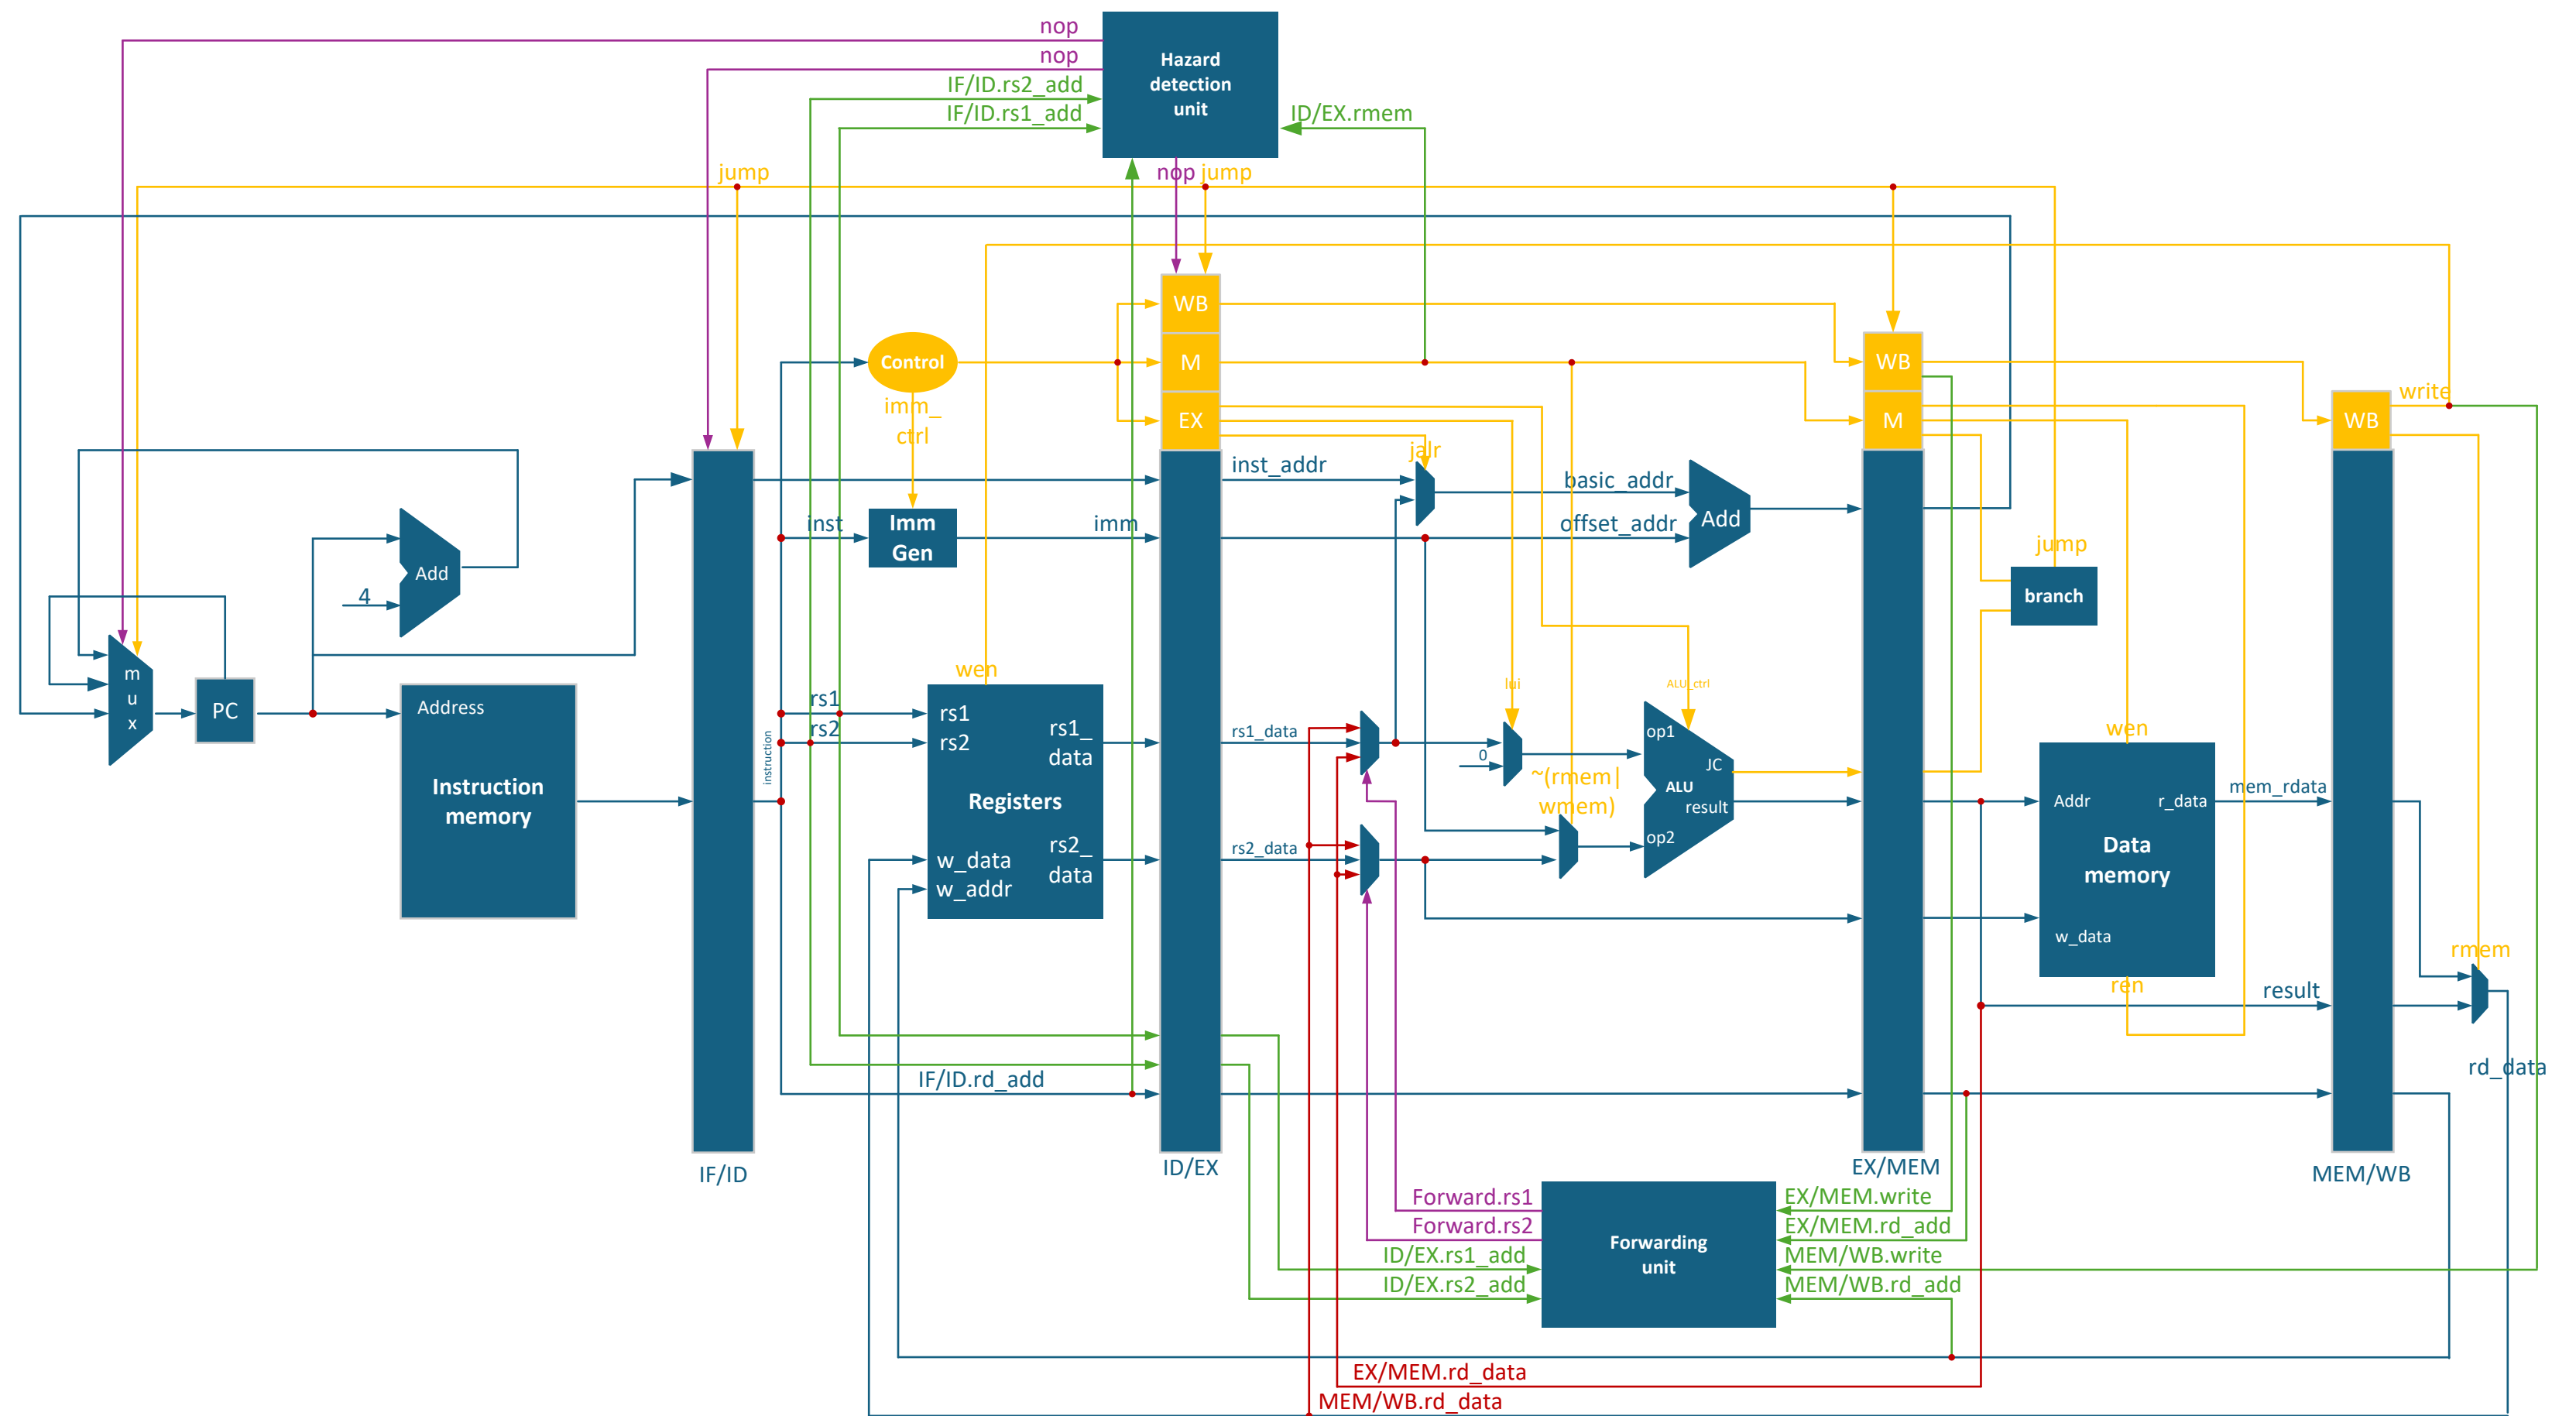 nop
nop
IF/ID.rs2_add
IF/ID.rs1_add
Hazard
detection
unit
ID/EX.rmem
jump
nop
jump
WB
M
EX
Control
imm_
ctrl
WB
M
write
WB
jalr
inst_addr
basic_addr
offset_addr
Add
inst
Imm
Gen
imm
jump
branch
Add
4
m
u
x
PC
Address
Instruction
memory
instruction
rs1
rs2
wen
rs1
rs2
rs1_
data
Registers
rs2_
data
w_data
w_addr
rs1_data
rs2_data
lui
0
~(rmem|
wmem)
ALU_ctrl
op1
JC
ALU
result
op2
wen
Addr
r_data
Data
memory
w_data
ren
mem_rdata
result
rmem
rd_data
IF/ID.rd_add
IF/ID
ID/EX
EX/MEM
MEM/WB
Forward.rs1
Forward.rs2
ID/EX.rs1_add
ID/EX.rs2_add
Forwarding
unit
EX/MEM.write
EX/MEM.rd_add
MEM/WB.write
MEM/WB.rd_add
EX/MEM.rd_data
MEM/WB.rd_data